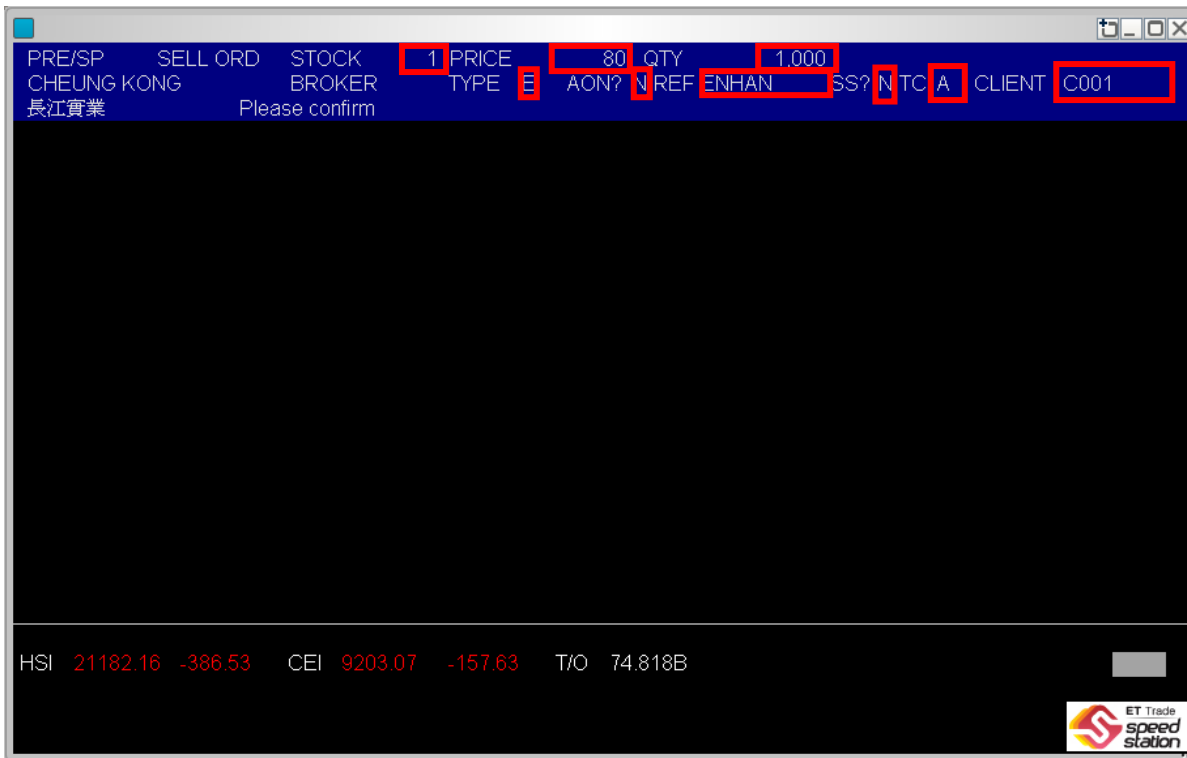 PRE/SP SELL ORD STOCK 1 PRICE 80 QTY 1,000
CHEUNG KONG BROKER TYPE E AON? N REF ENHAN SS? N TC A CLIENT C001
長江實業 Please confirm
HSI 21182.16 -386.53 CEI 9203.07 -157.63 T/O 74.818B
ET Trade
speed
station